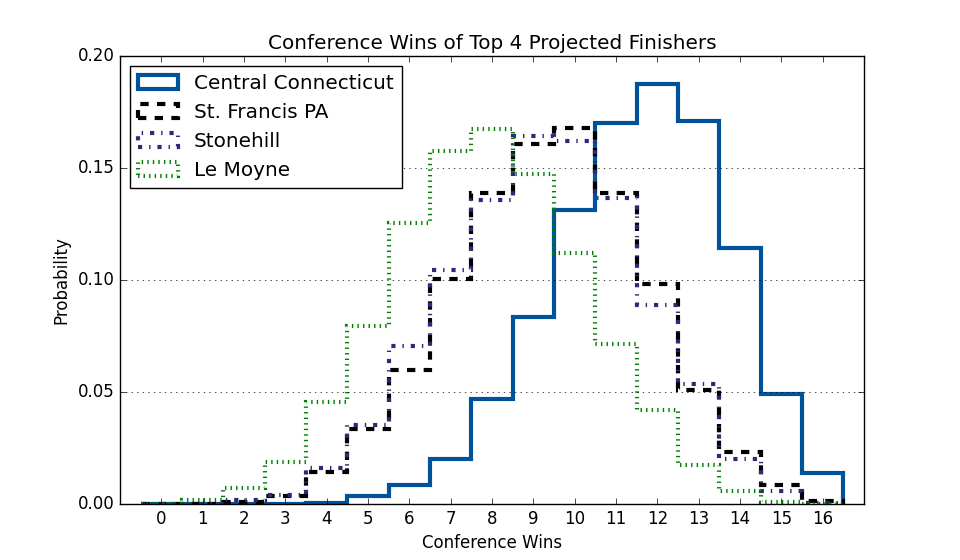 Conference Wins of Top 4 Projected Finishers
0.20
0.15
0.10
0.05
0.00
Probability
Central Connecticut
St. Francis PA
Stonehill
Le Moyne
0 1 2 3 4 5 6 7 8 9 10 11 12 13 14 15 16
Conference Wins